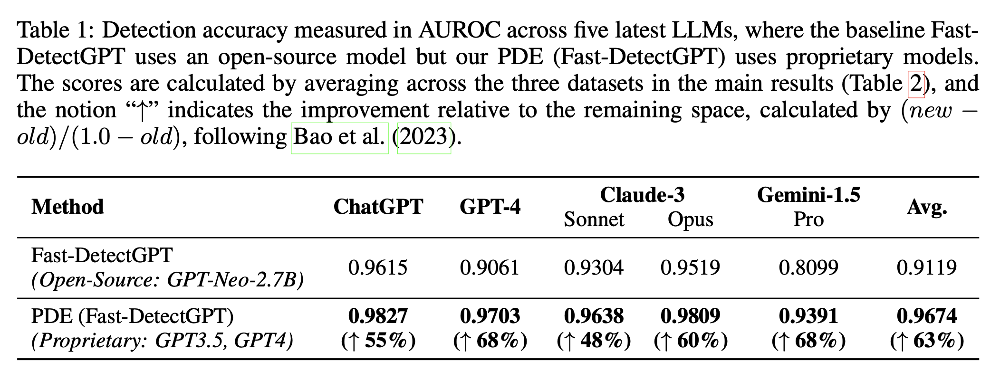 Table 1: Detection accuracy measured in AUROC across five latest LLMs, where the baseline Fast-
DetectGPT uses an open-source model but our PDE (Fast-DetectGPT) uses proprietary models.
The scores are calculated by averaging across the three datasets in the main results (Table 2), and
the notion “↑” indicates the improvement relative to the remaining space, calculated by (new −
old)/(1.0 − old), following Bao et al. (2023).
Method ChatGPT GPT-4 Claude-3 Gemini-1.5 Avg.
Sonnet Opus Pro
Fast-DetectGPT
(Open-Source: GPT-Neo-2.7B) 0.9615 0.9061 0.9304 0.9519 0.8099 0.9119
PDE (Fast-DetectGPT) 0.9827 0.9703 0.9638 0.9809 0.9391 0.9674
(Proprietary: GPT3.5, GPT4) (↑ 55%) (↑ 68%) (↑ 48%) (↑ 60%) (↑ 68%) (↑ 63%)